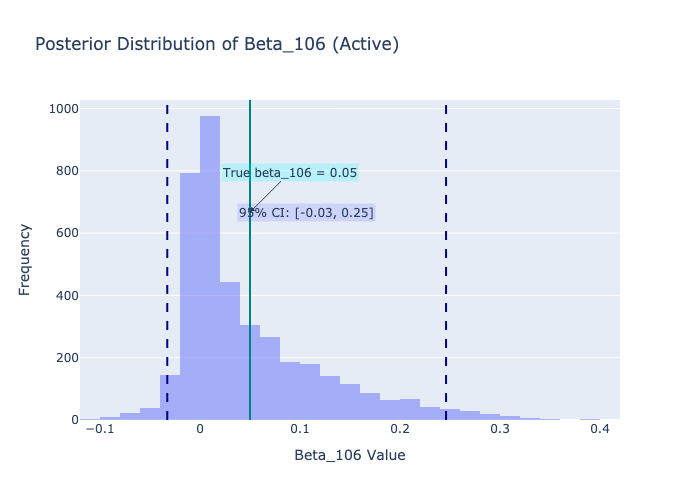 Posterior Distribution of Beta_106 (Active)
1000
800
600
400
200
0
Frequency
True beta_106 = 0.05
95% CI: [-0.03, 0.25]
−0.1
0
0.1
0.2
0.3
0.4
Beta_106 Value